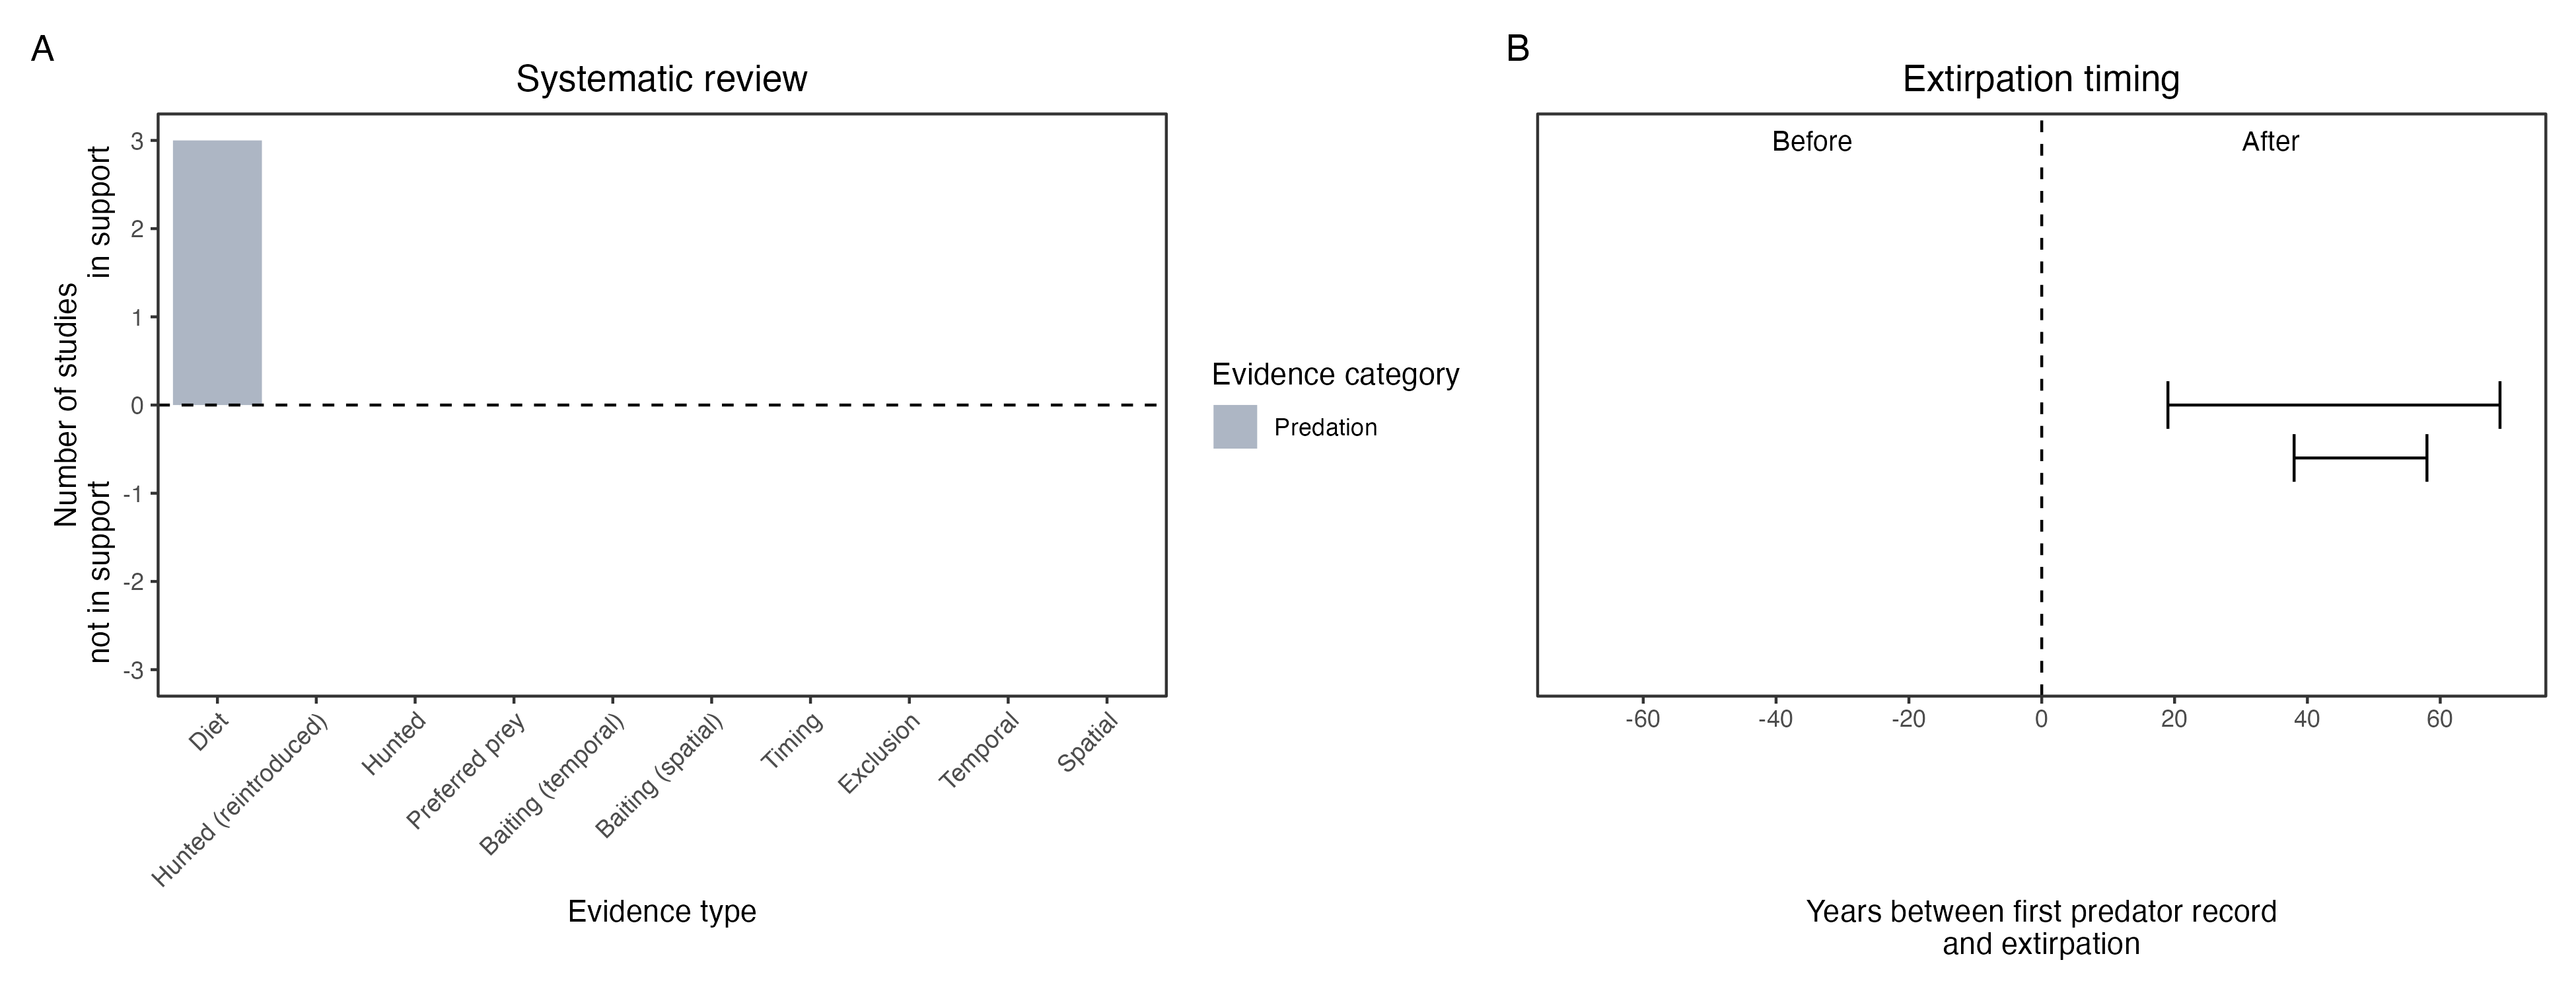 A
Systematic review
Number of studies
not in support
in support
3
2
1
0
-1
-2
-3
Diet
Hunted (reintroduced)
Hunted
Preferred prey
Baiting (temporal)
Baiting (spatial)
Timing
Exclusion
Temporal
Spatial
Evidence type
Evidence category
Predation
B
Extirpation timing
Before
After
-60
-40
-20
0
20
40
60
Years between first predator record
and extirpation